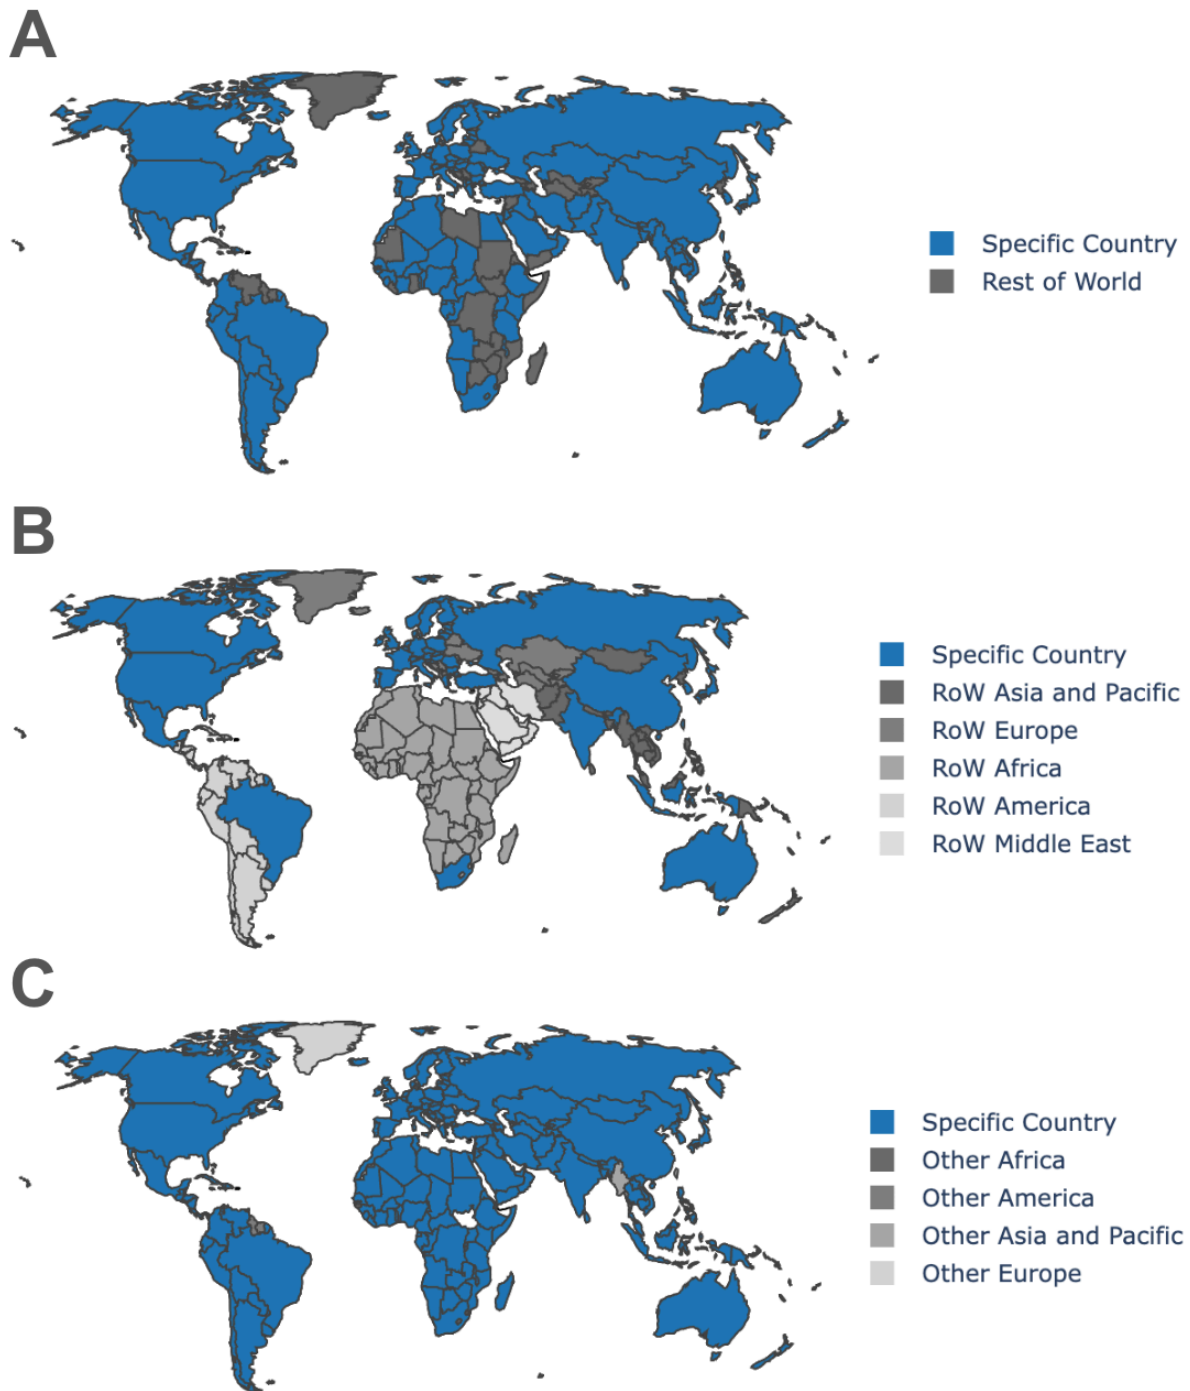 A
Specific Country
Rest of World
B
Specific Country
RoW Asia and Pacific
RoW Europe
RoW Africa
RoW America
RoW Middle East
C
Specific Country
Other Africa
Other America
Other Asia and Pacific
Other Europe